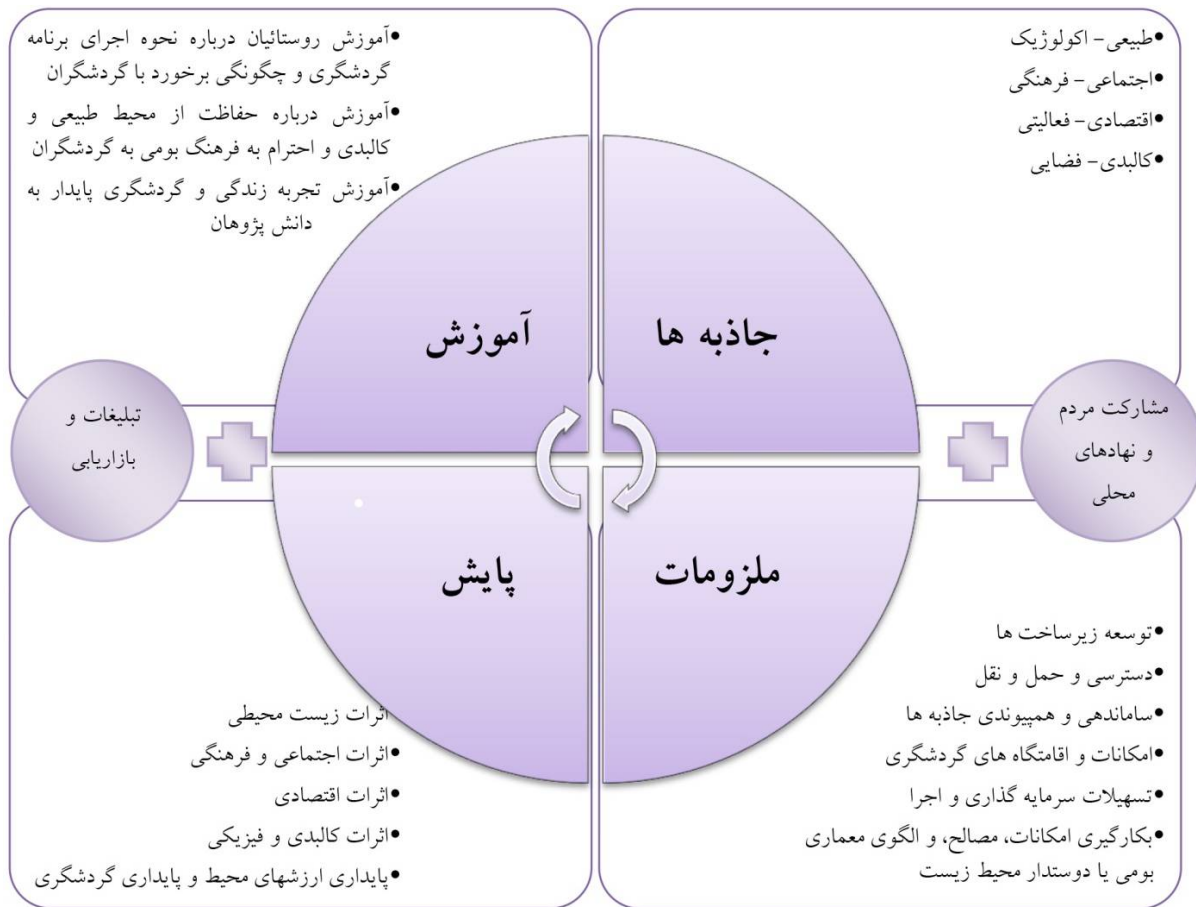 •طبیعی- اکولوژیک
•اجتماعی- فرهنگی
•اقتصادی- فعالیتی
•کالبدی- فضایی
•آموزش روستائیان درباره نحوه اجرای برنامه
گردشگری و چگونگی برخورد با گردشگران
•آموزش درباره حفاظت از محیط طبیعی و
کالبدی و احترام به فرهنگ بومی به گردشگران
•آموزش تجربه زندگی و گردشگری پایدار به
دانش پژوهان
جاذبه ها
آموزش
مشارکت مردم
و نهادهای
محلی
تبلیغات و
بازاریابی
ملزومات
پایش
•توسعه زیرساخت ها
•دسترسی و حمل و نقل
•ساماندهی و همپیوندی جاذبه ها
•امکانات و اقامتگاه های گردشگری
•تسهیلات سرمایه گذاری و اجرا
•بکارگیری امکانات، مصالح، و الگوی معماری
بومی یا دوستدار محیط زیست
اثرات زیست محیطی
•اثرات اجتماعی و فرهنگی
•اثرات اقتصادی
•اثرات کالبدی و فیزیکی
•پایداری ارزشهای محیط و پایداری گردشگری